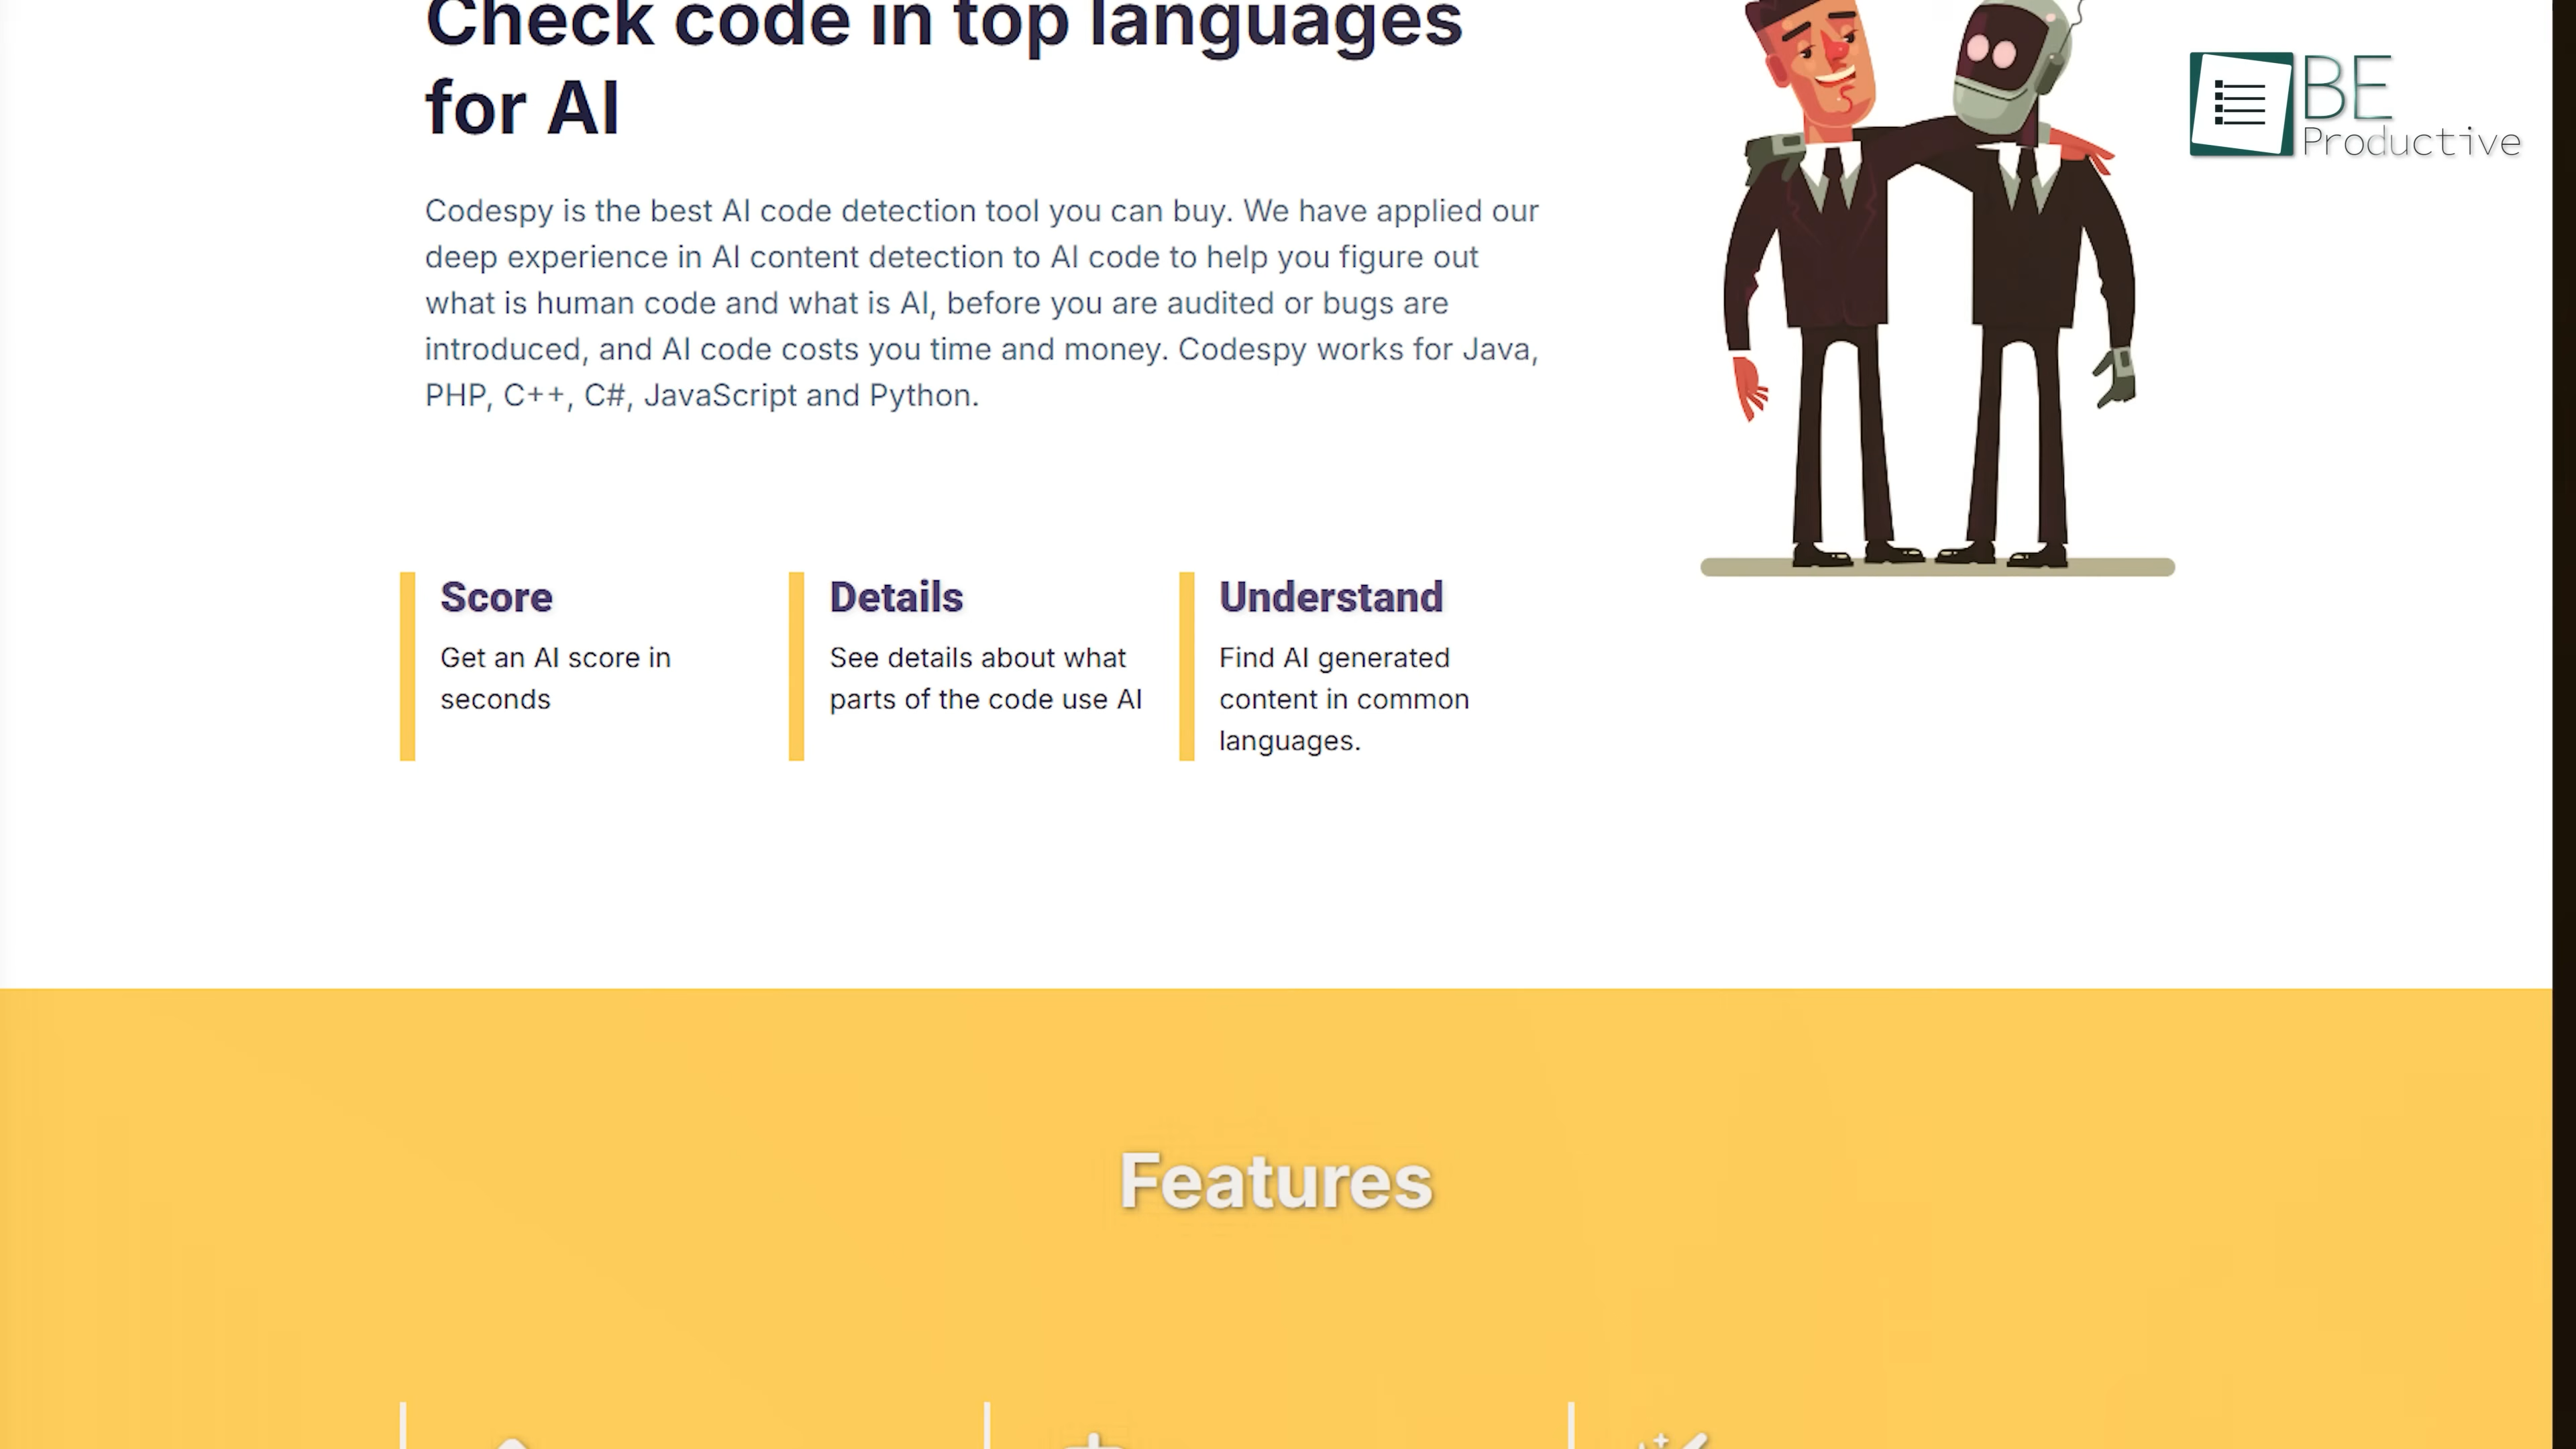 Check code in top languages
for AI
BE
Productive
Codespy is the best AI code detection tool you can buy. We have applied our
deep experience in AI content detection to AI code to help you figure out
what is human code and what is AI, before you are audited or bugs are
introduced, and AI code costs you time and money. Codespy works for Java,
PHP, C++, C#, JavaScript and Python.
Score
Get an AI score in
seconds
Details
See details about what
parts of the code use AI
Understand
Find AI generated
content in common
languages.
Features